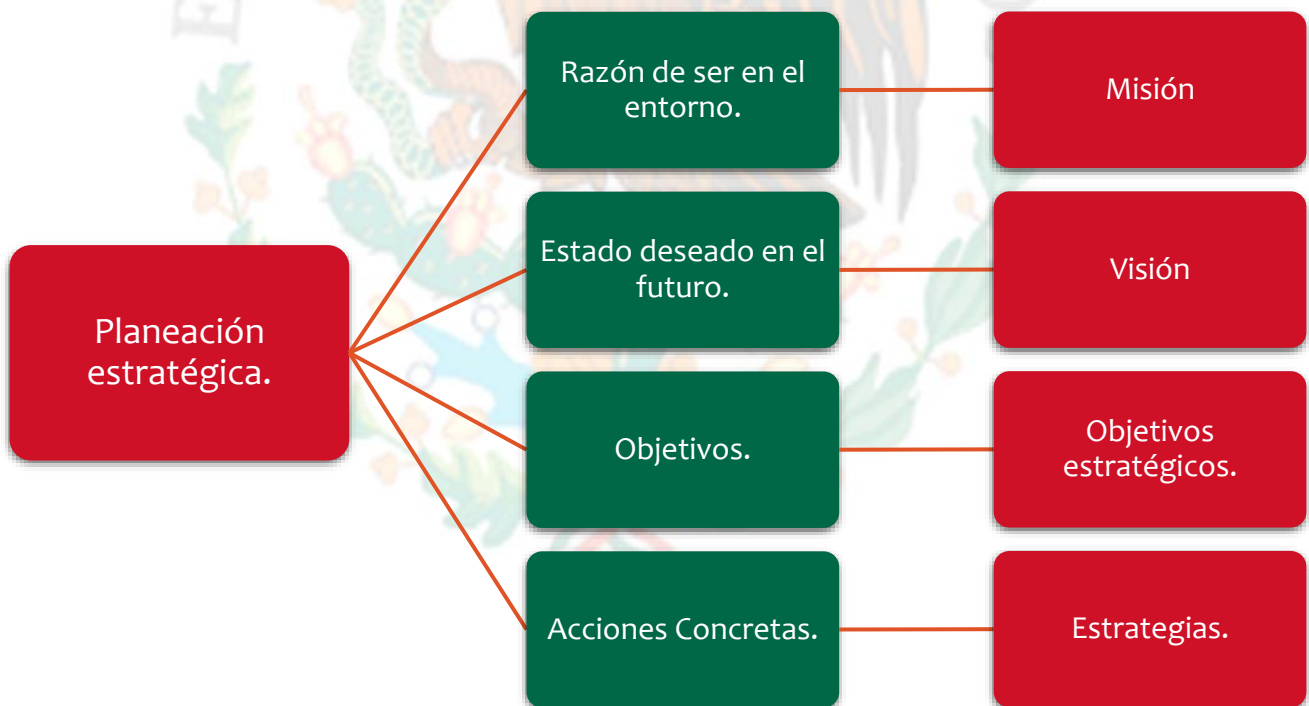 Razón de ser en el
entorno.
Misión
Estado deseado en el
futuro.
Visión
Planeación
estratégica.
Objetivos.
Objetivos
estratégicos.
Acciones Concretas.
Estrategias.